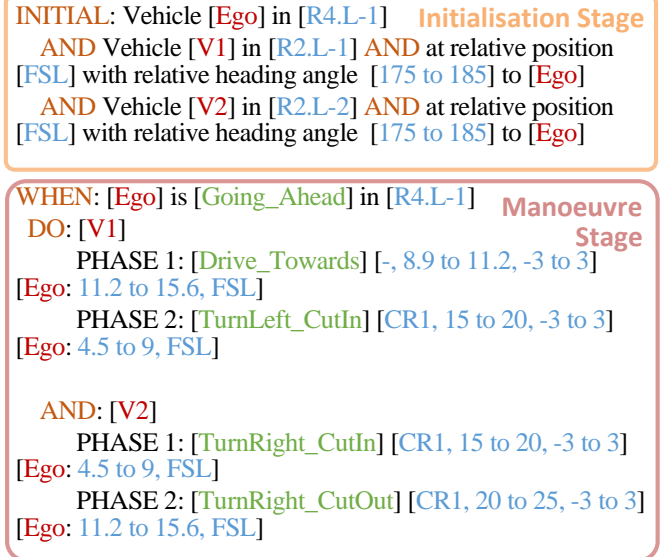 INITIAL: Vehicle [Ego] in [R4.L-1] Initialisation Stage
AND Vehicle [V1] in [R2.L-1] AND at relative position
[FSL] with relative heading angle [175 to 185] to [Ego]
AND Vehicle [V2] in [R2.L-2] AND at relative position
[FSL] with relative heading angle [175 to 185] to [Ego]
WHEN: [Ego] is [Going_Ahead] in [R4.L-1] Manoeuvre
DO: [V1] Stage
PHASE 1: [Drive_Towards] [-, 8.9 to 11.2, -3 to 3]
[Ego: 11.2 to 15.6, FSL]
PHASE 2: [TurnLeft_CutIn] [CR1, 15 to 20, -3 to 3]
[Ego: 4.5 to 9, FSL]
AND: [V2]
PHASE 1: [TurnRight_CutIn] [CR1, 15 to 20, -3 to 3]
[Ego: 4.5 to 9, FSL]
PHASE 2: [TurnRight_CutOut] [CR1, 20 to 25, -3 to 3]
[Ego: 11.2 to 15.6, FSL]